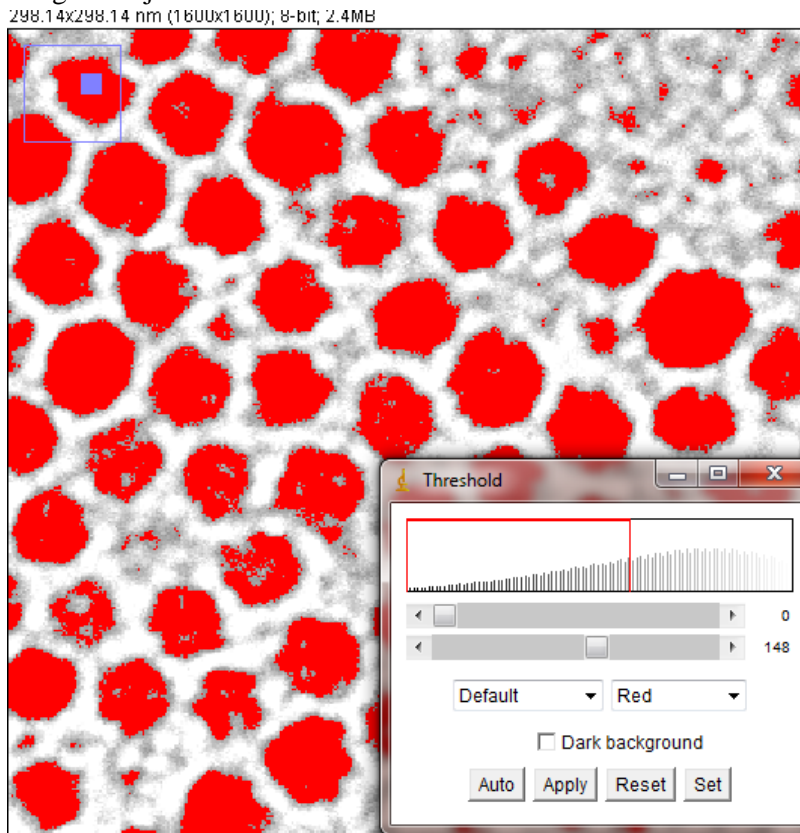 298.14x298.14 nm (1600x1600); 8-bit; 2.4MB
Threshold
0
148
Default Red
Dark background
Auto Apply Reset Set